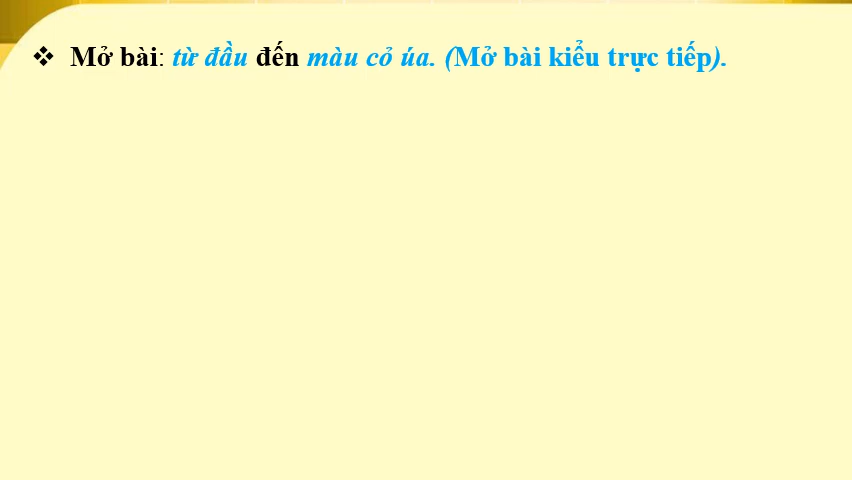 ❖ Mở bài: từ đầu đến màu cỏ úa. (Mở bài kiểu trực tiếp).